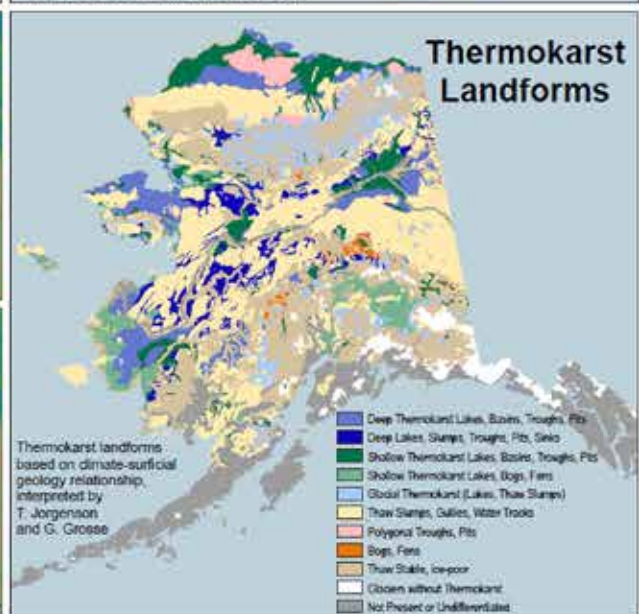 Thermokarst
Landforms
Thermokarst landforms
based on climate-surficial
geology relationship,
interpreted by
T. Jorgenson
and G. Grosse
Deep Thermokarst Lakes, Basins, Troughs, Pits
Deep Lakes, Slumps, Troughs, Pits, Sinks
Shallow Thermokarst Lakes, Basins, Troughs, Pits
Shallow Thermokarst Lakes, Bogs, Fens
Glacial Thermokarst (Lakes, Thaw Slumps)
Thaw Slumps, Gullies, Water Tracks
Polygonal Troughs, Pits
Bogs, Fens
Thaw Stable, Ice-poor
Glaciers without Thermokarst
Not Present or Undifferentiated